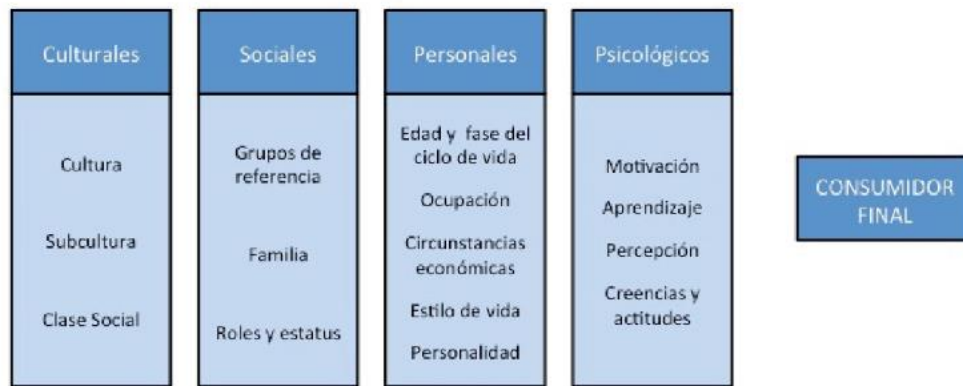 Culturales
Cultura
Subcultura
Clase Social
Sociales
Grupos de
referencia
Familia
Roles y estatus
Personales
Edad y fase del
ciclo de vida
Ocupación
Circunstancias
económicas
Estilo de vida
Personalidad
Psicológicos
Motivación
Aprendizaje
Percepción
Creencias y
actitudes
CONSUMIDOR
FINAL